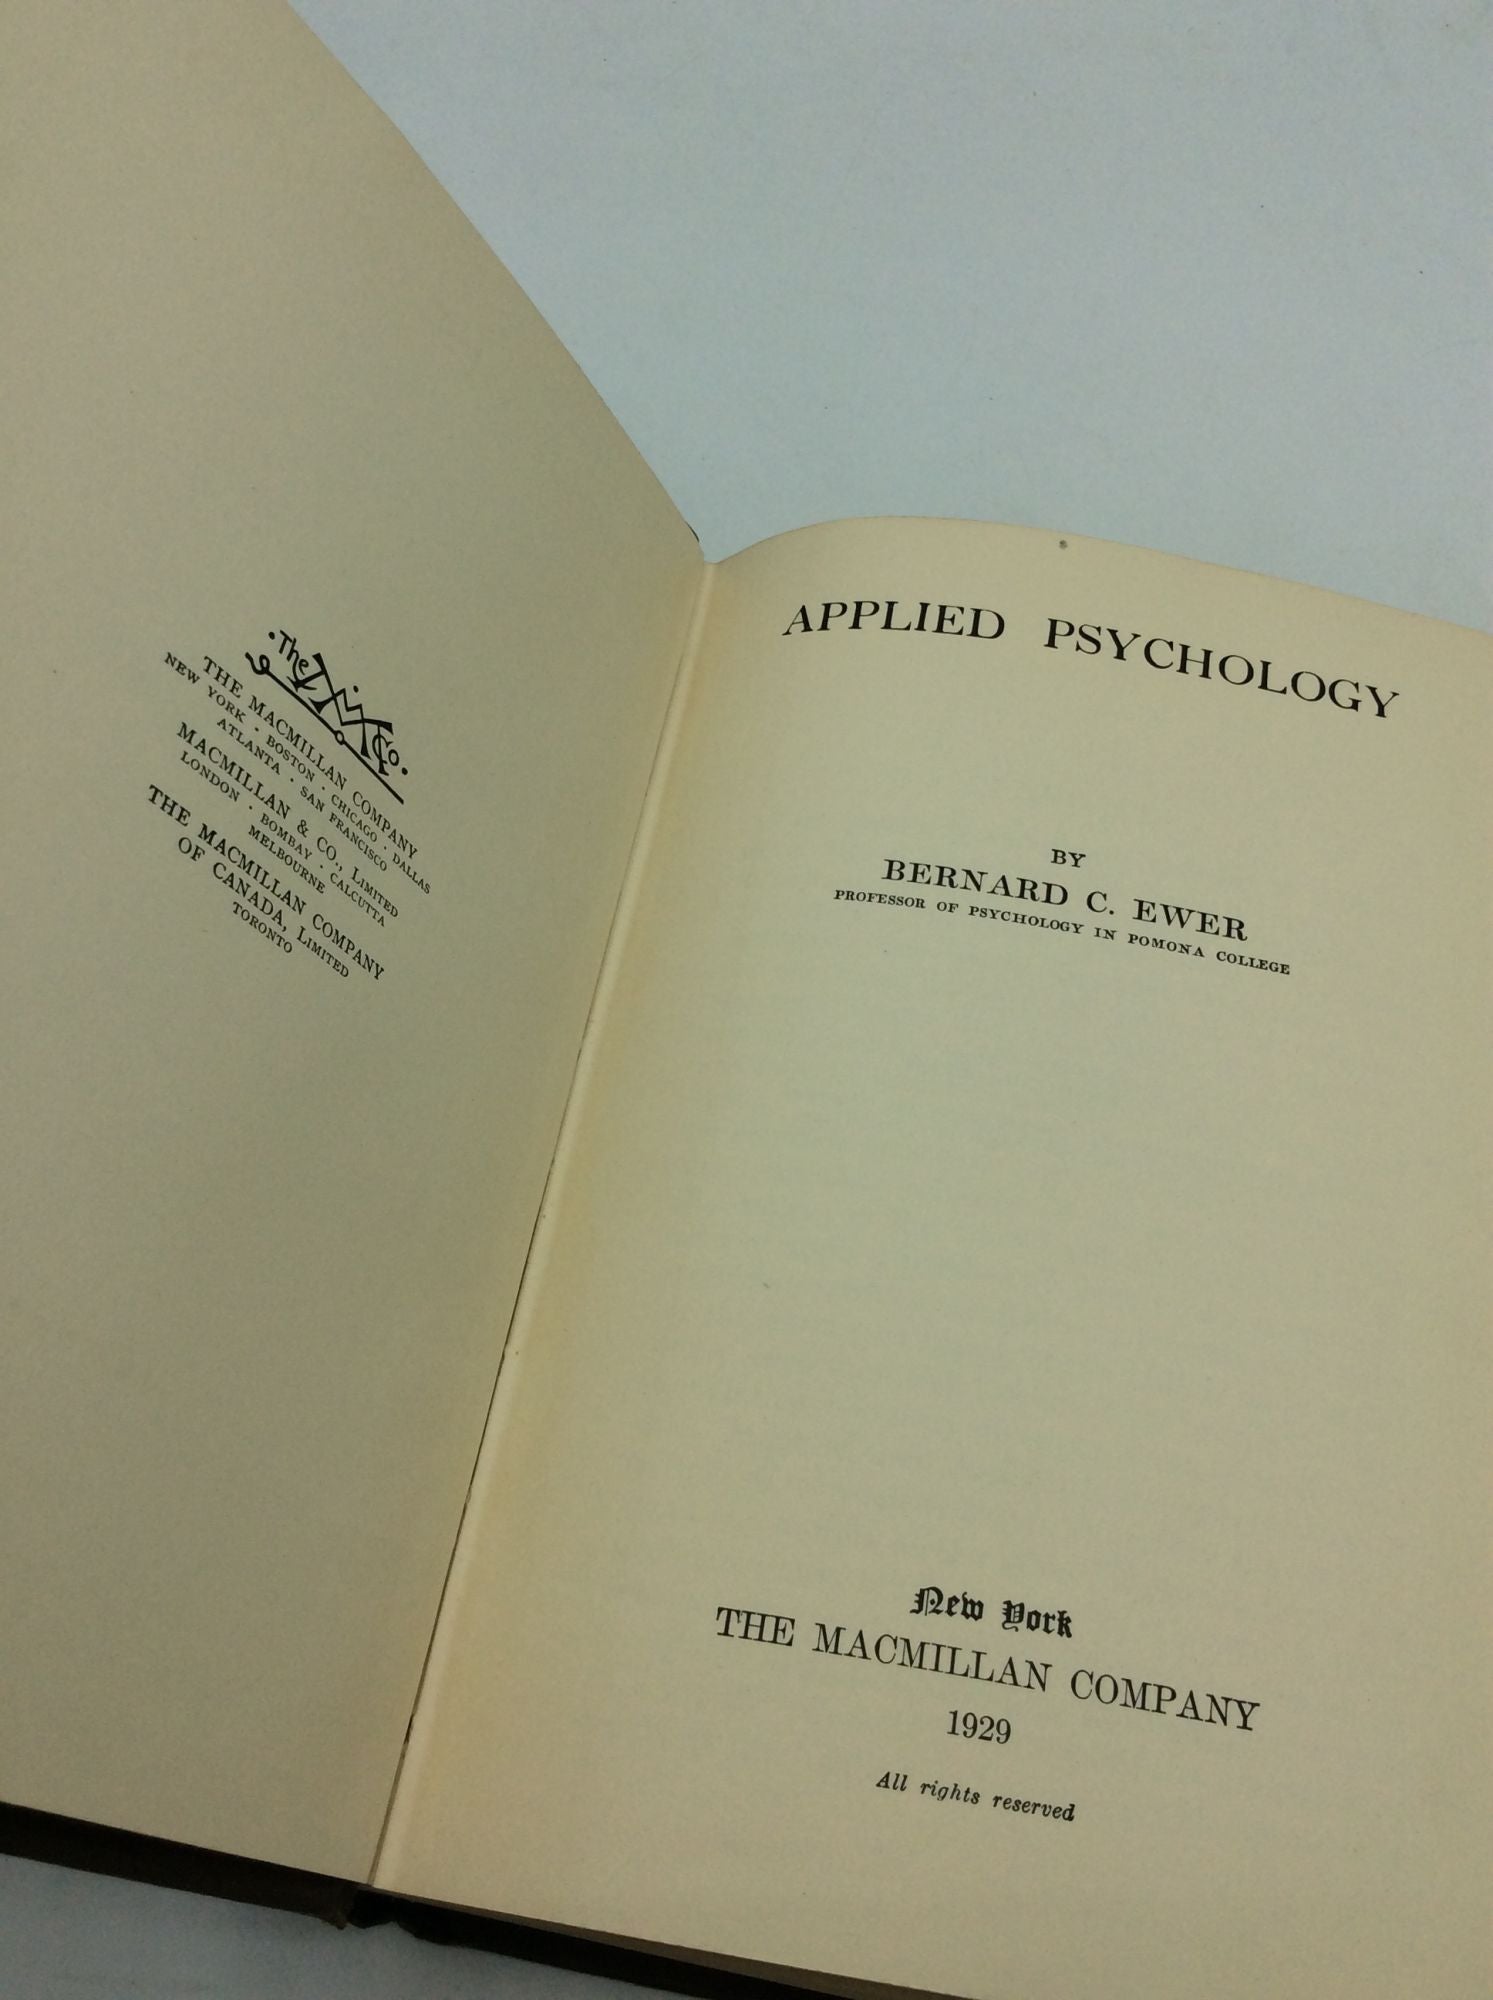 The M. Co.
THE MACMILLAN COMPANY
NEW YORK · BOSTON · CHICAGO · DALLAS
ATLANTA · SAN FRANCISCO
MACMILLAN & CO., LIMITED
LONDON · BOMBAY · CALCUTTA
MELBOURNE
THE MACMILLAN COMPANY
OF CANADA, LIMITED
TORONTO
APPLIED PSYCHOLOGY
BY
BERNARD C. EWER
PROFESSOR OF PSYCHOLOGY IN POMONA COLLEGE
New York
THE MACMILLAN COMPANY
1929
All rights reserved